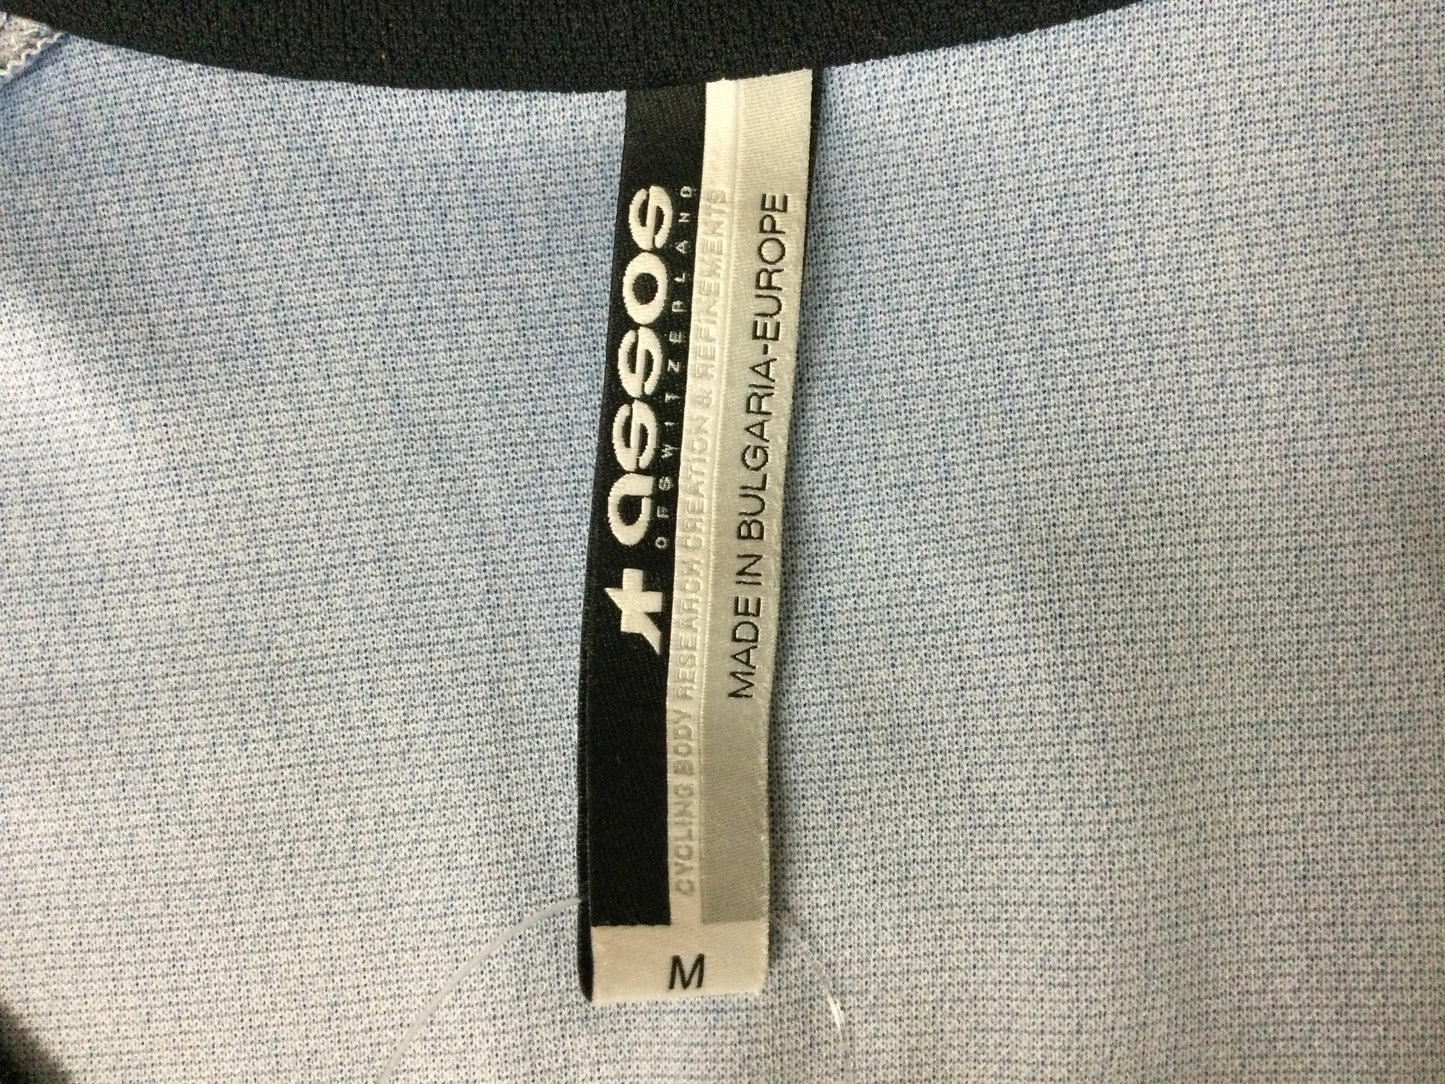 assos
OF SWITZERLAND
CYCLING BODY RESEARCH CREATION & REFINEMENTS
MADE IN BULGARIA-EUROPE
M